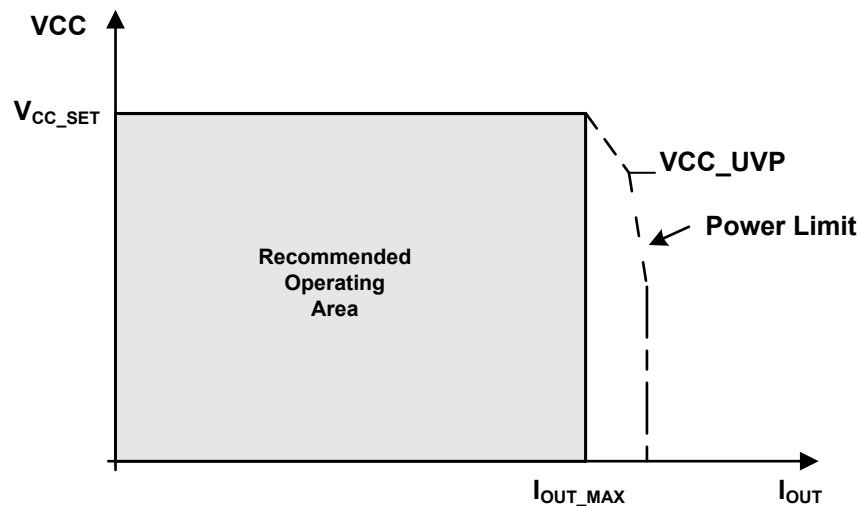 VCC
VCC_SET
VCC_UVP
Power Limit
Recommended
Operating
Area
IOUT_MAX
IOUT